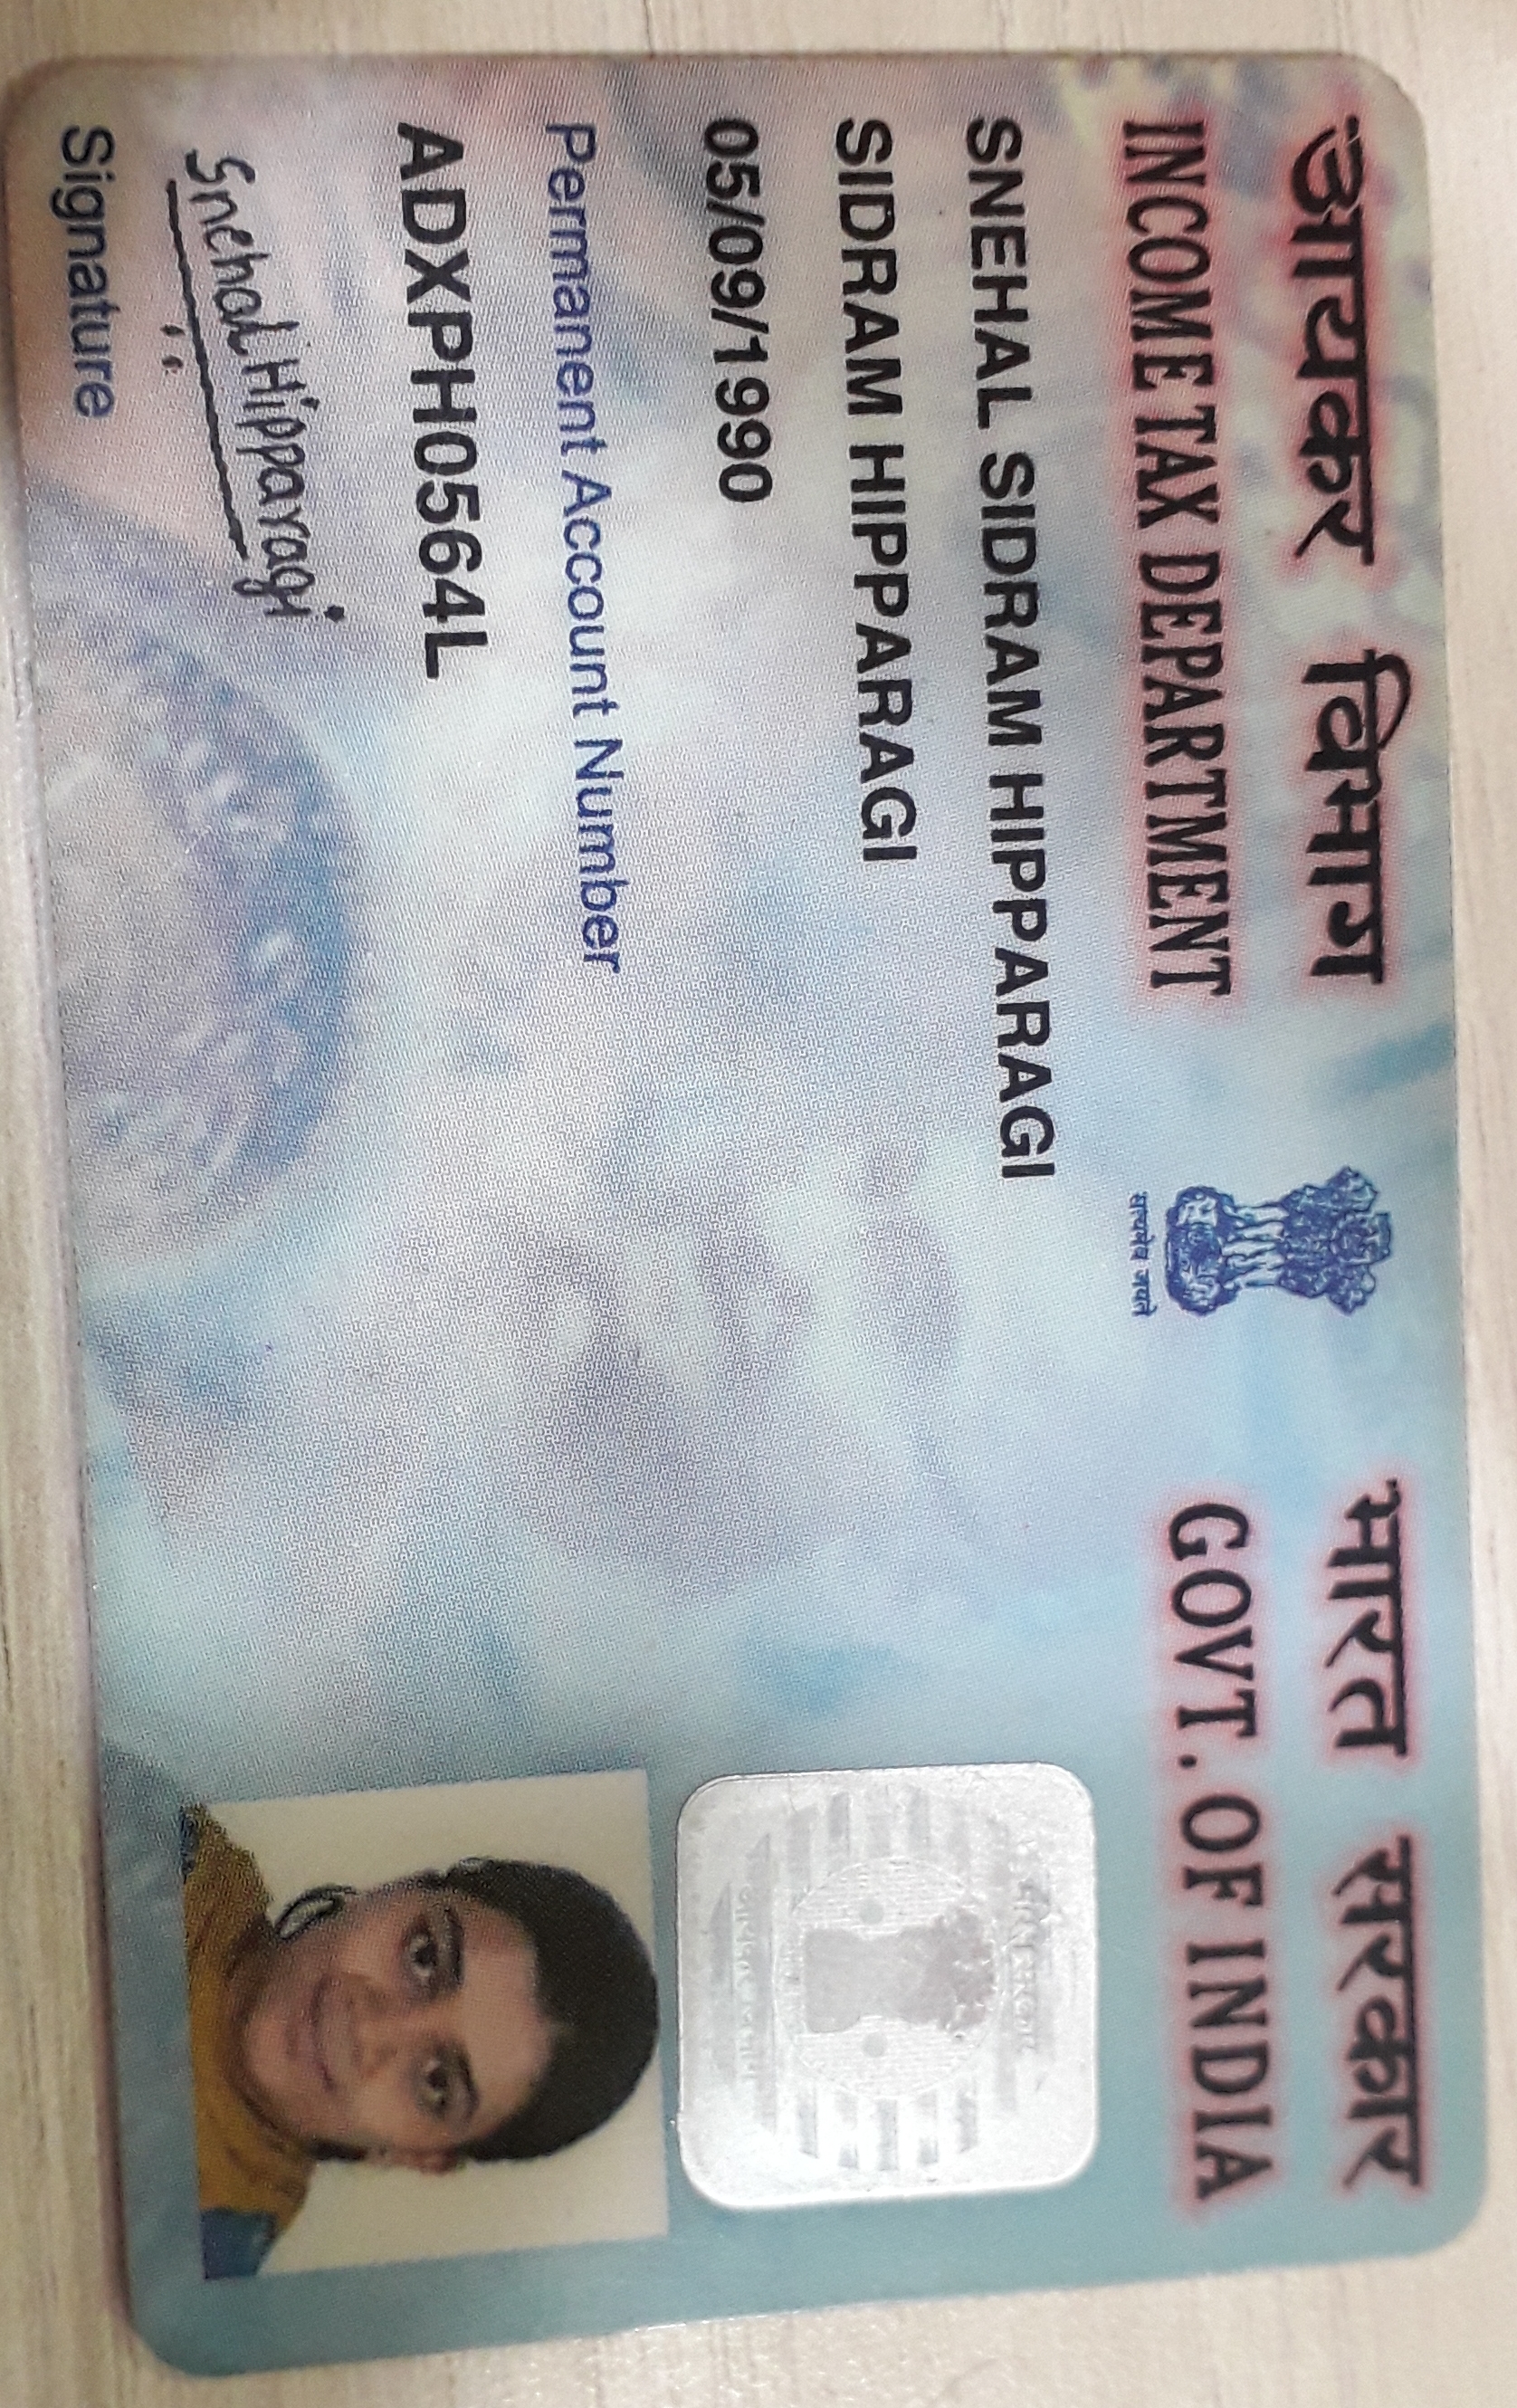 आयकर विभाग
INCOME TAX DEPARTMENT
सत्यमेव जयते
भारत सरकार
GOVT. OF INDIA
SNEHAL SIDRAM HIPPARAGI
SIDRAM HIPPARAGI
05/09/1990
Permanent Account Number
ADXPH0564L
Snehal Hipparagi
Signature